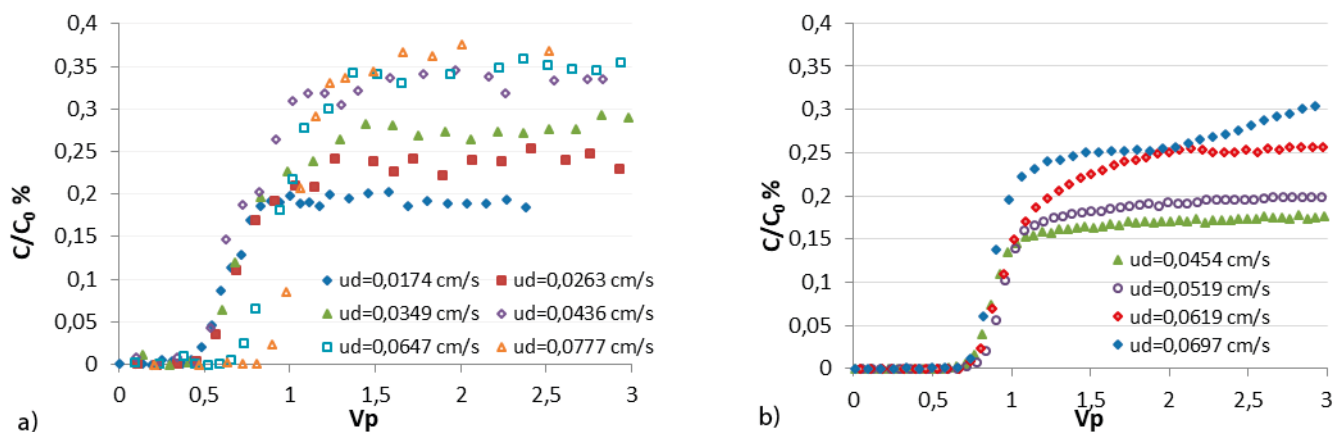 0,4
0,35
0,3
0,25
0,2
0,15
0,1
0,05
0
C/C₀ %
0 0,5 1 1,5 2 2,5 3
Vp
ud=0,0174 cm/s ud=0,0263 cm/s
ud=0,0349 cm/s ud=0,0436 cm/s
ud=0,0647 cm/s ud=0,0777 cm/s
a)
0,4
0,35
0,3
0,25
0,2
0,15
0,1
0,05
0
C/C₀ %
0 0,5 1 1,5 2 2,5 3
Vp
ud=0,0454 cm/s
ud=0,0519 cm/s
ud=0,0619 cm/s
ud=0,0697 cm/s
b)